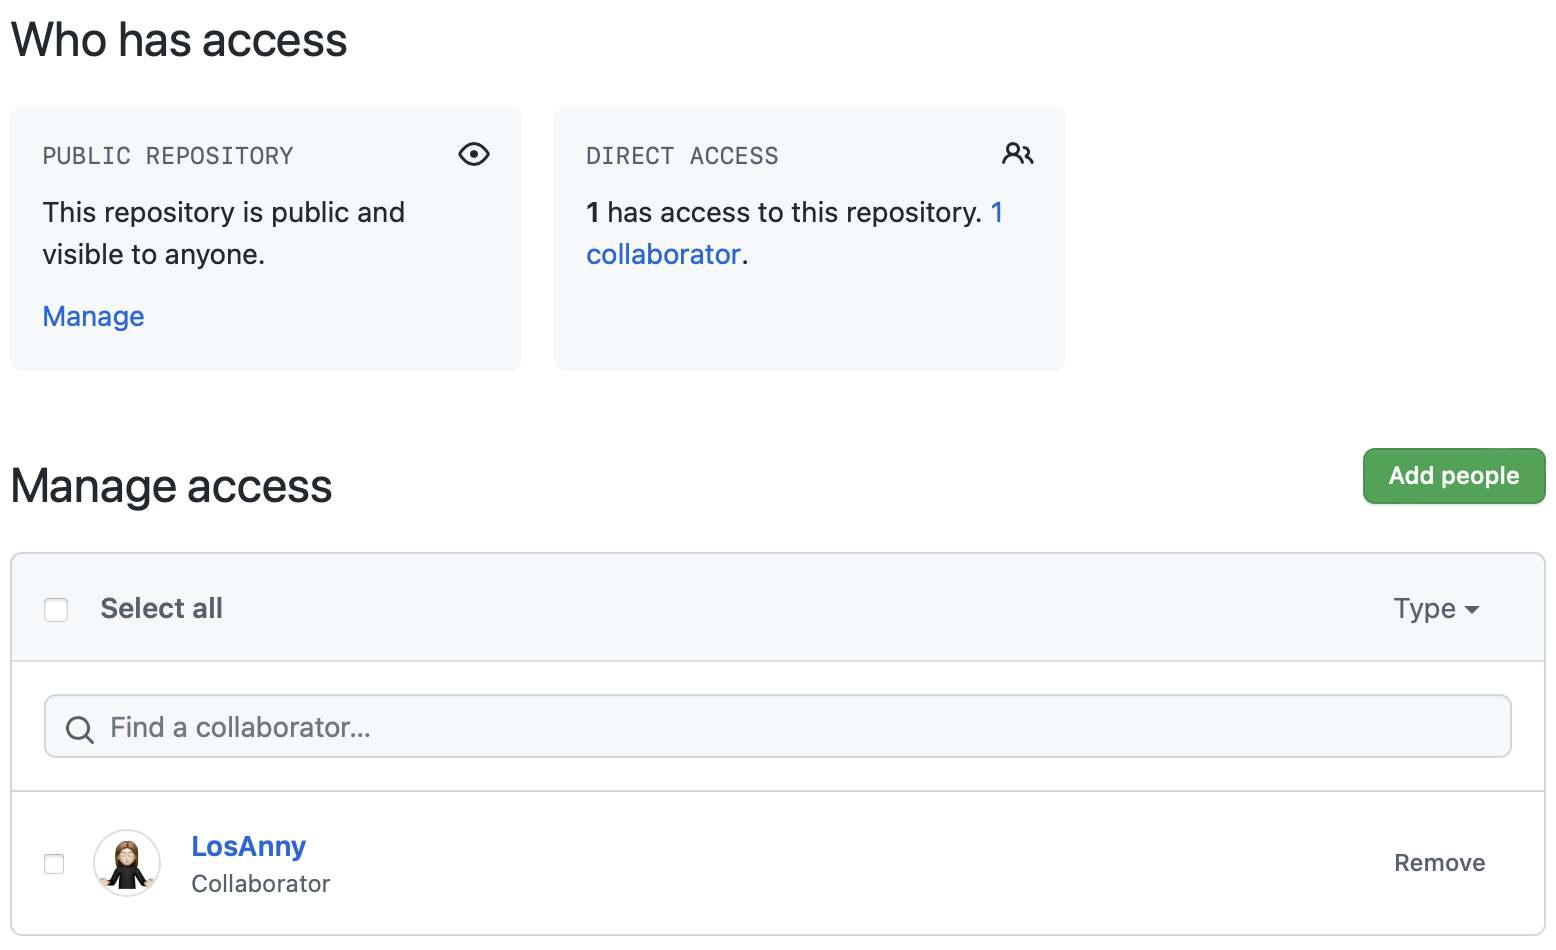 Who has access
PUBLIC REPOSITORY
This repository is public and
visible to anyone.
Manage
DIRECT ACCESS
1 has access to this repository. 1
collaborator.
Manage access
Add people
Select all
Type
Find a collaborator...
LosAnny
Collaborator
Remove